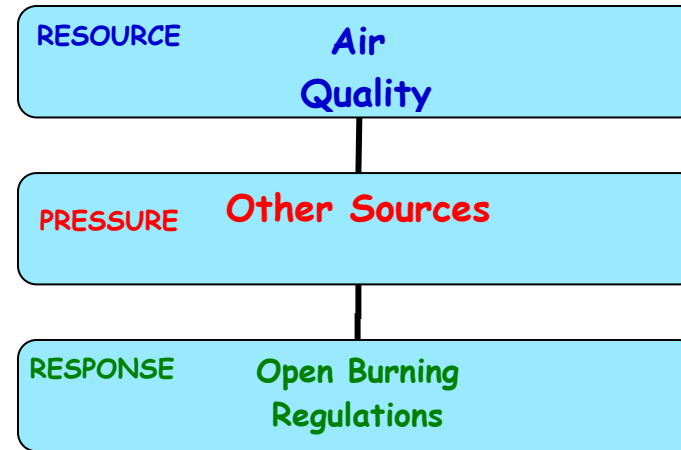 RESOURCE
Air
Quality
PRESSURE
Other Sources
RESPONSE
Open Burning
Regulations